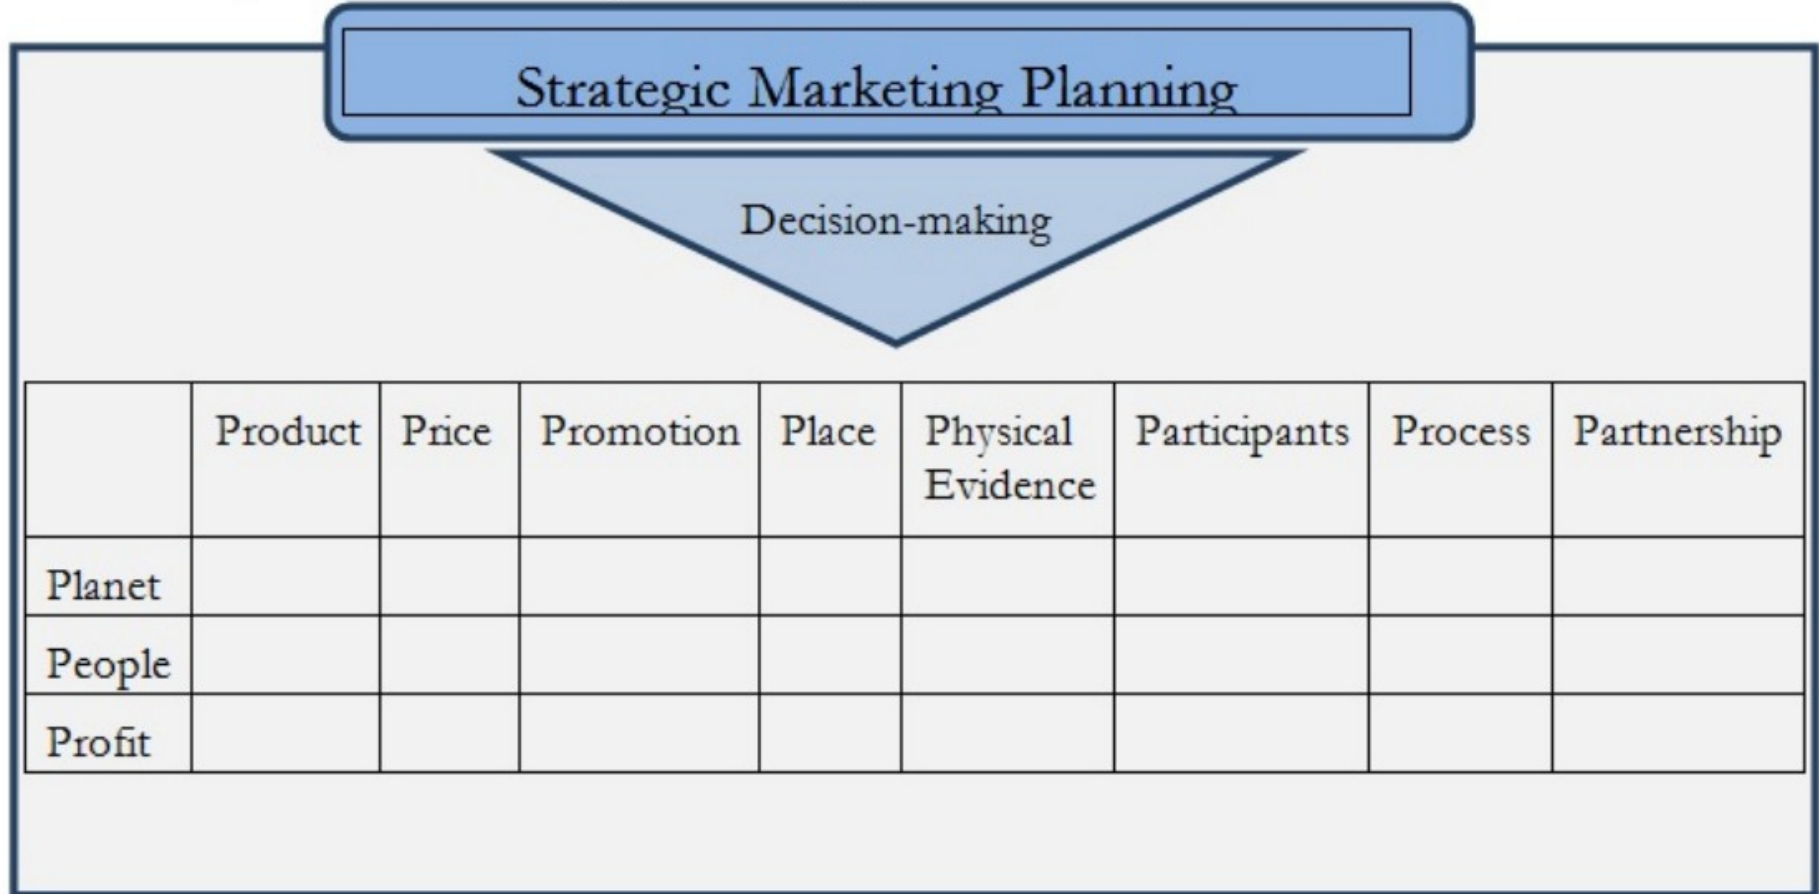 Strategic Marketing Planning
Decision-making
Product Price Promotion Place Physical Participants Process Partnership
Evidence
Planet
People
Profit